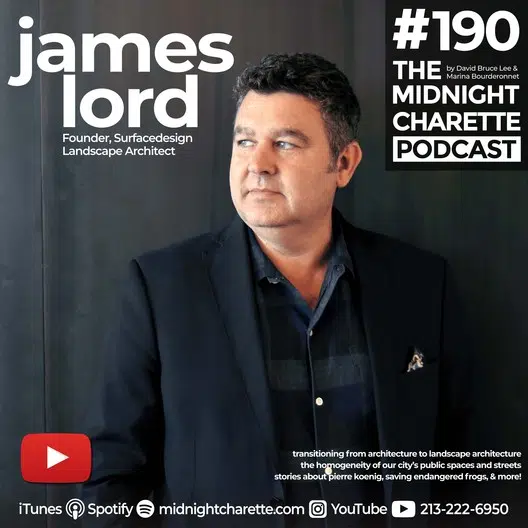 james
lord
Founder, Surfacedesign
Landscape Architect
#190
by David Bruce Lee &
Marina Bourderonnet
THE
MIDNIGHT
CHARETTE
PODCAST
transitioning from architecture to landscape architecture
the homogeneity of our city's public spaces and streets
stories about pierre koenig, saving endangered frogs, & more!
iTunes Spotify midnightcharette.com YouTube 213-222-6950